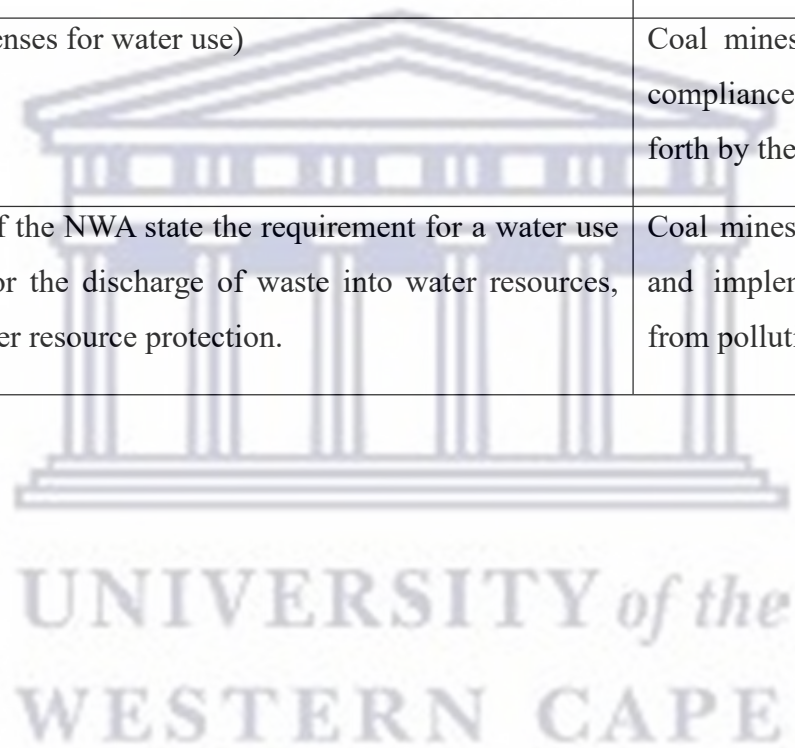 enses for water use)
Coal mines
compliance
forth by the
f the NWA state the requirement for a water use
or the discharge of waste into water resources,
er resource protection.
Coal mines
and implem
from polluti
UNIVERSITY of the
WESTERN CAPE